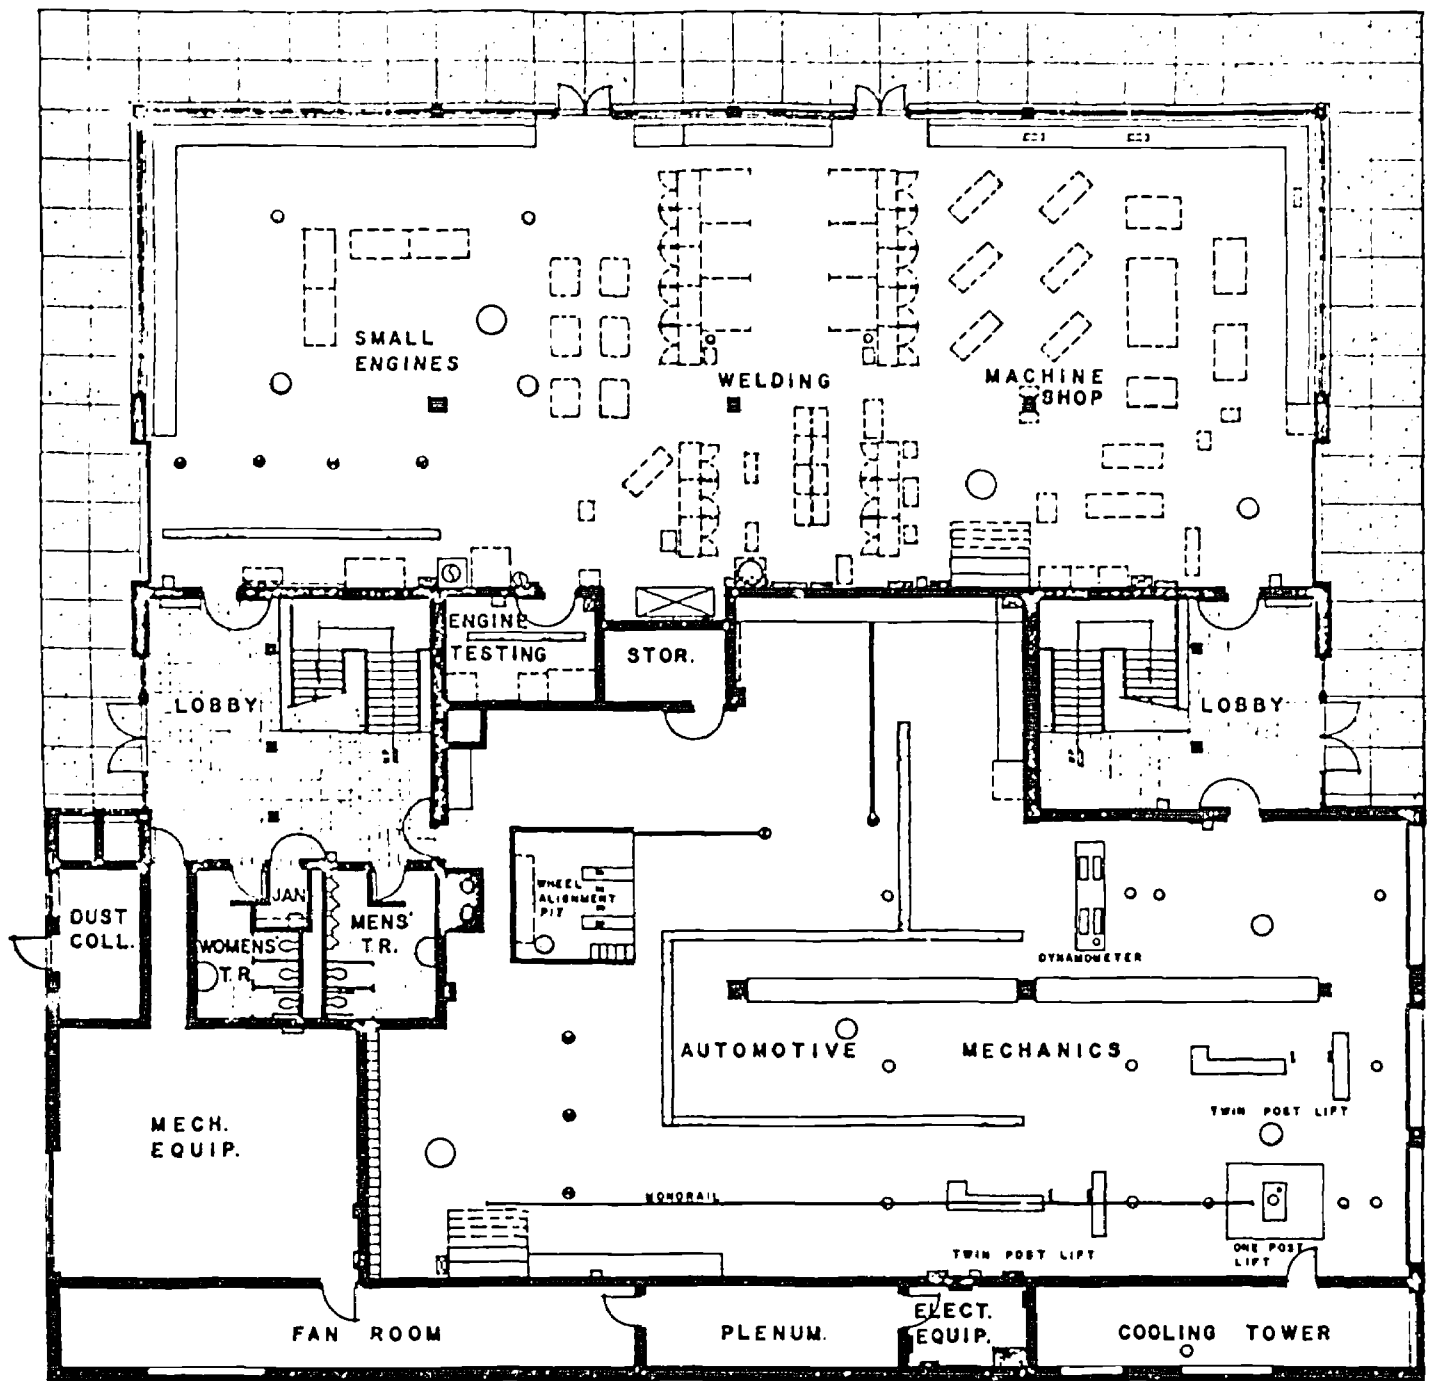 SMALL
ENGINES
WELDING
MACHINE
SHOP
ENGINE
TESTING
STOR.
LOBBY
LOBBY
WHEEL
ALIGNMENT
PIT
JAN
DUST
COLL.
WOMENS'
T.R.
MENS'
T.R.
DYNAMOMETER
AUTOMOTIVE MECHANICS
TWIN POST LIFT
MECH.
EQUIP.
MONORAIL
TWIN POST LIFT
ONE POST
LIFT
FAN ROOM
PLENUM.
ELECT.
EQUIP.
COOLING TOWER